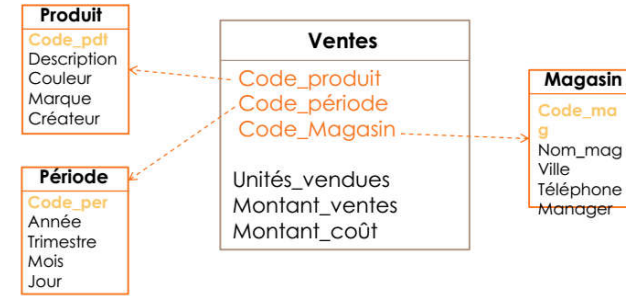 Produit
Code_pdt
Description
Couleur
Marque
Créateur
Période
Code_per
Année
Trimestre
Mois
Jour
Ventes
Code_produit
Code_période
Code_Magasin
Unités_vendues
Montant_ventes
Montant_coût
Magasin
Code_ma
g
Nom_mag
Ville
Téléphone
Manager